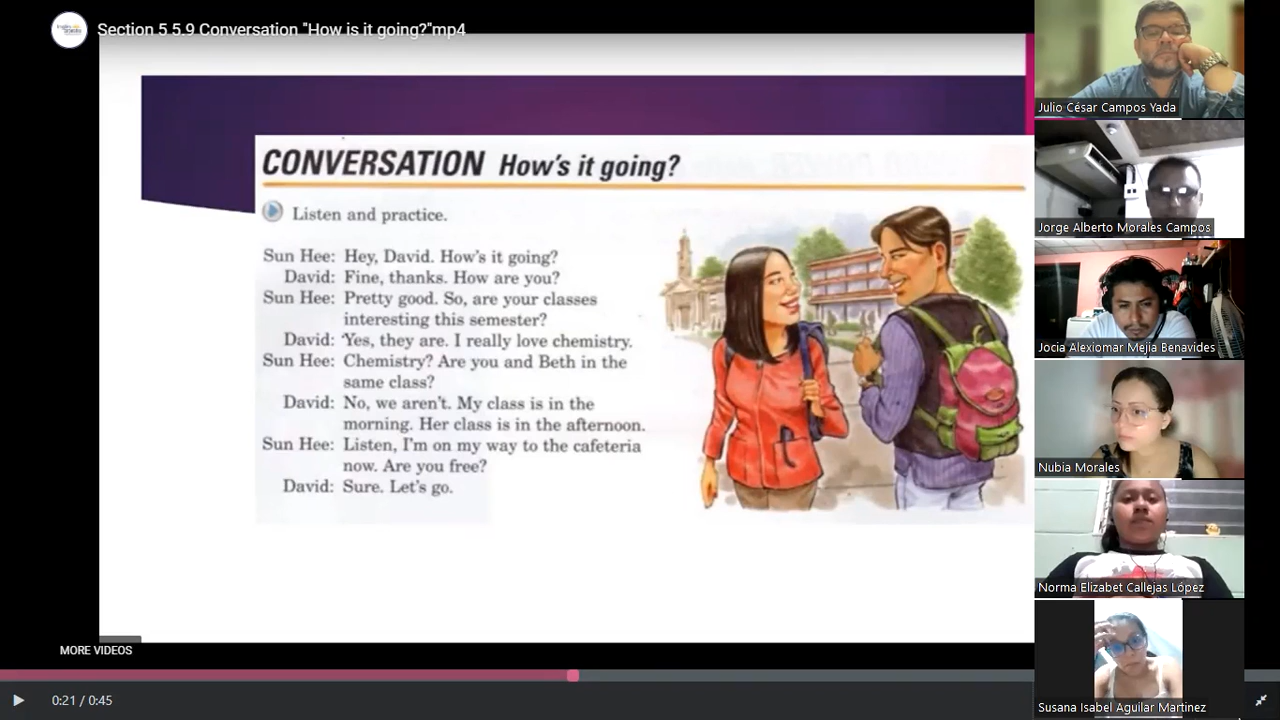 Section 5 5.9 Conversation "How is it going?"mp4
CONVERSATION How's it going?
Listen and practice.
Sun Hee: Hey, David. How's it going?
David: Fine, thanks. How are you?
Sun Hee: Pretty good. So, are your classes
interesting this semester?
David: Yes, they are. I really love chemistry.
Sun Hee: Chemistry? Are you and Beth in the
same class?
David: No, we aren't. My class is in the
morning. Her class is in the afternoon.
Sun Hee: Listen, I'm on my way to the cafeteria
now. Are you free?
David: Sure. Let's go.
MORE VIDEOS
0:21 / 0:45
Julio César Campos Yada
Jorge Alberto Morales Campos
Jocia Alexiomar Mejia Benavides
Nubia Morales
Norma Elizabet Callejas López
Susana Isabel Aguilar Martinez